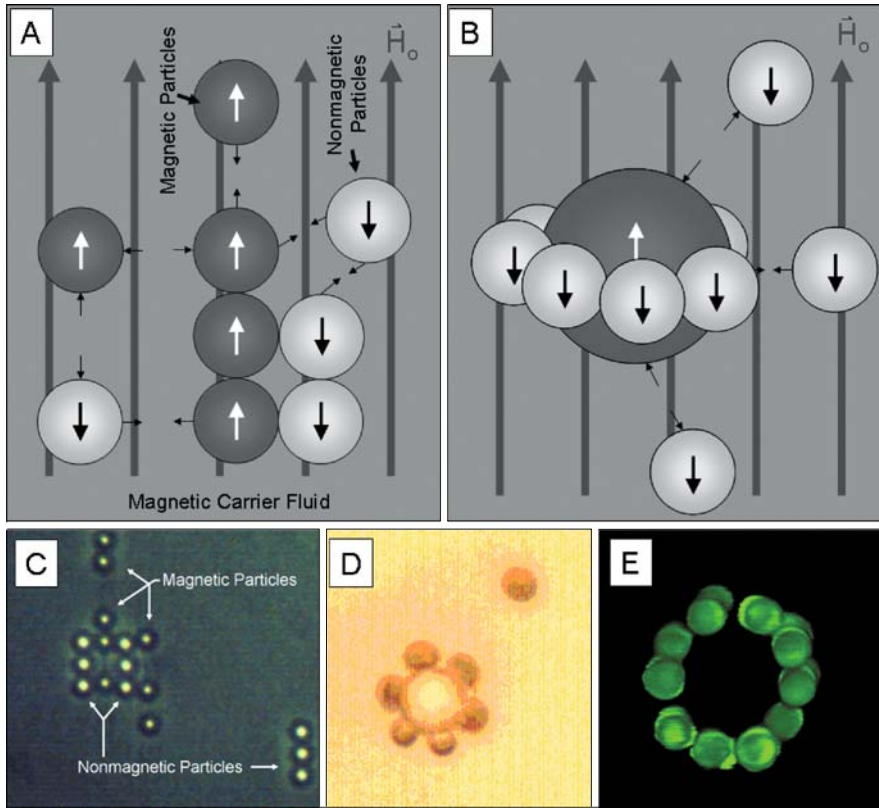 A
Magnetic Particles
Nonmagnetic
Particles
H⃗o
Magnetic Carrier Fluid
B
H⃗o
C
Magnetic Particles
Nonmagnetic Particles
D
E